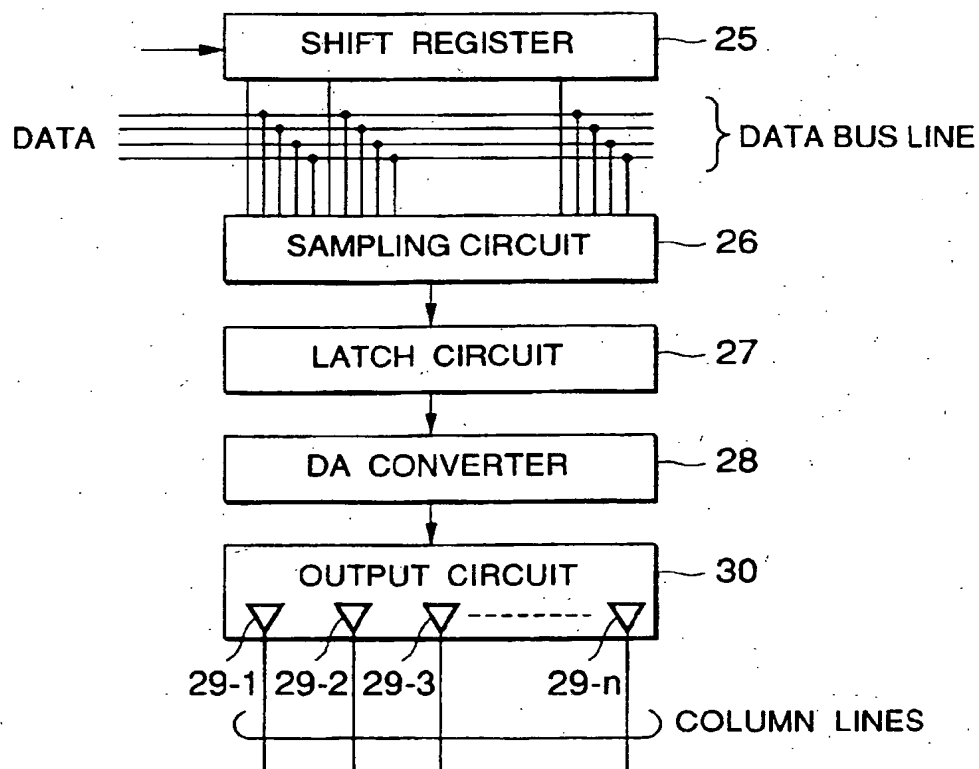 SHIFT REGISTER
25
DATA
DATA BUS LINE
SAMPLING CIRCUIT
26
LATCH CIRCUIT
27
DA CONVERTER
28
OUTPUT CIRCUIT
30
29-1 29-2 29-3 29-n
COLUMN LINES